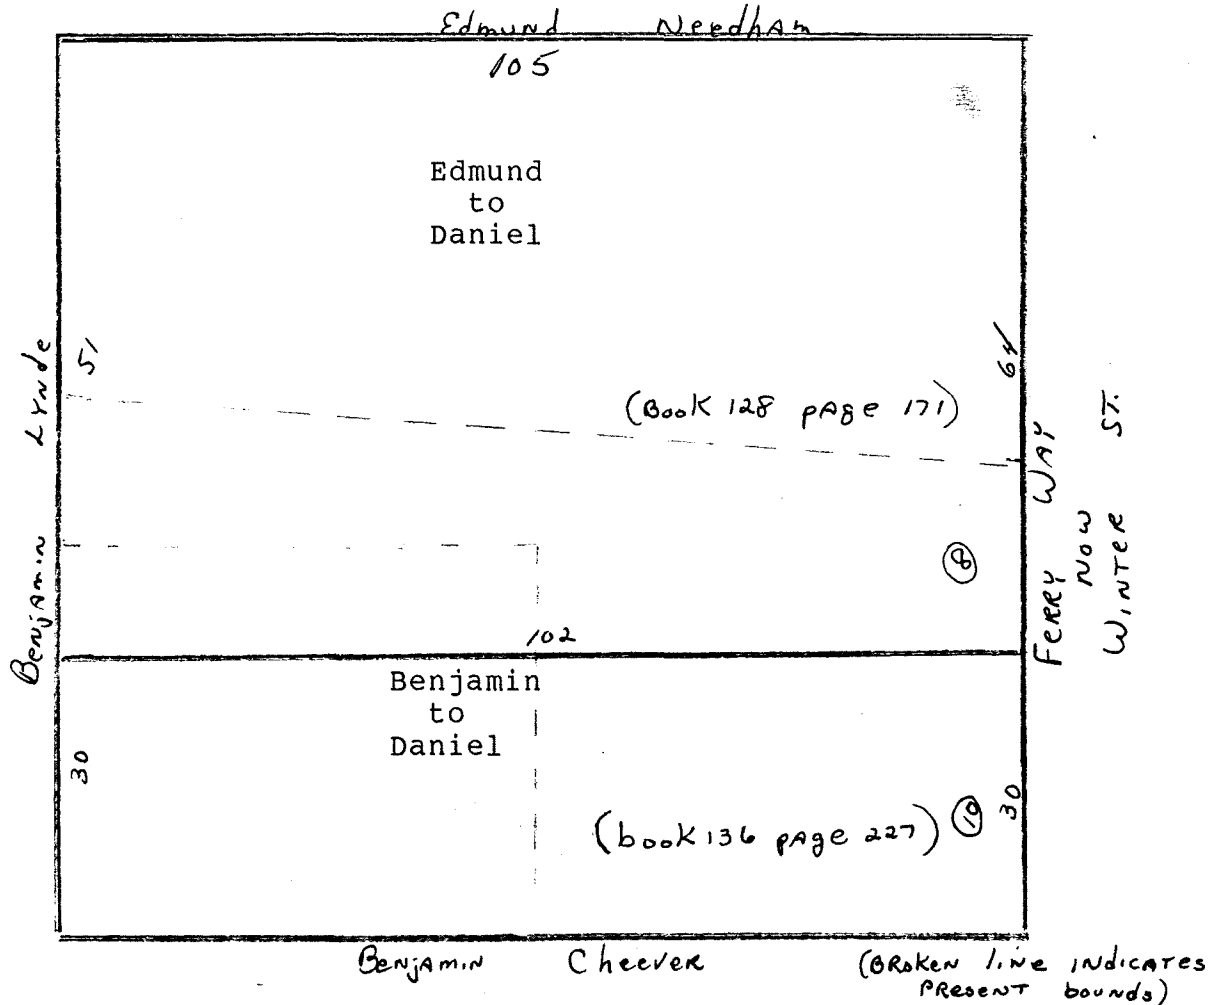 Edmund Needham
105
Edmund
to
Daniel
Benjamin Lynde
51
64
(Book 128 page 171)
Ferry Way
Now
Winter St.
8
102
Benjamin
to
Daniel
30
30
(book 136 page 227)
10
Benjamin Cheever
(Broken line indicates
present bounds)